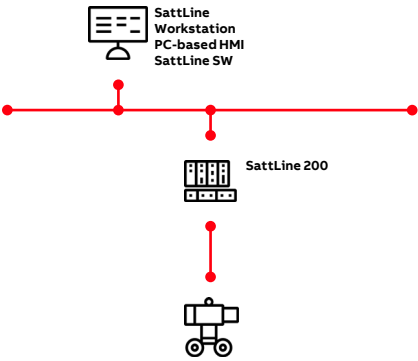 SattLine
Workstation
PC-based HMI
SattLine SW
SattLine 200